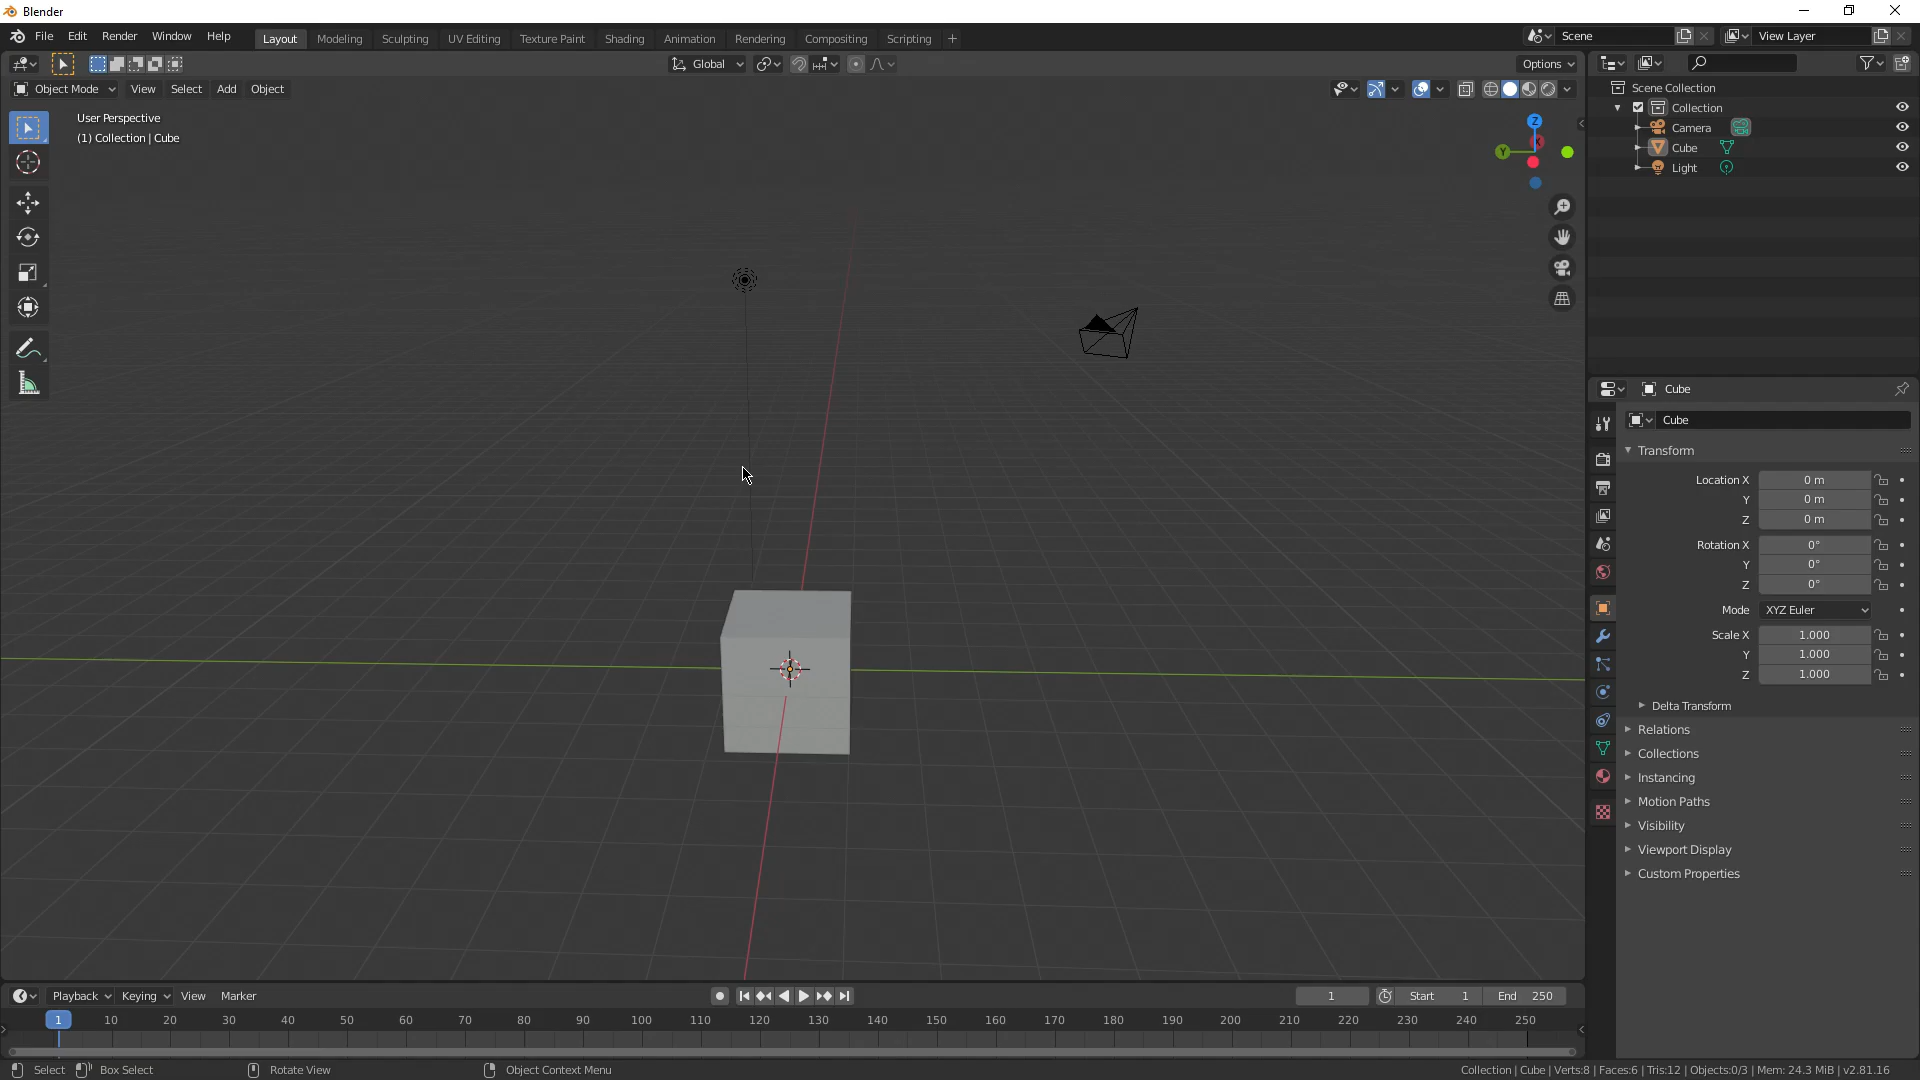 Blender
File Edit Render Window Help Layout Modeling Sculpting UV Editing Texture Paint Shading Animation Rendering Compositing Scripting + Scene View Layer
Global Options
Object Mode View Select Add Object
User Perspective
(1) Collection | Cube
Z
Y
X
Scene Collection
Collection
Camera
Cube
Light
Cube
Cube
Transform
Location X 0 m
Y 0 m
Z 0 m
Rotation X 0°
Y 0°
Z 0°
Mode XYZ Euler
Scale X 1.000
Y 1.000
Z 1.000
Delta Transform
Relations
Collections
Instancing
Motion Paths
Visibility
Viewport Display
Custom Properties
Playback Keying View Marker 1 Start 1 End 250
1 10 20 30 40 50 60 70 80 90 100 110 120 130 140 150 160 170 180 190 200 210 220 230 240 250
Select Box Select Rotate View Object Context Menu Collection | Cube | Verts:8 | Faces:6 | Tris:12 | Objects:0/3 | Mem: 24.3 MiB | v2.81.16